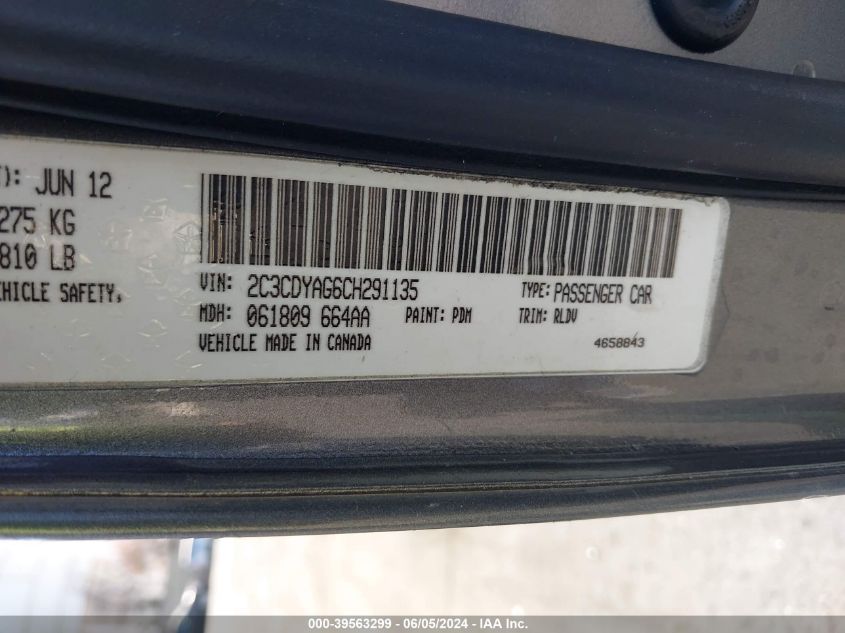 T): JUN 12
275 KG
810 LB
EHICLE SAFETY,
VIN: 2C3CDYAG6CH291135 TYPE: PASSENGER CAR
MDH: 061809 664AA PAINT: PDM TRIM: RLDV
VEHICLE MADE IN CANADA 4658843
000-39563299 - 06/05/2024 - IAA Inc.